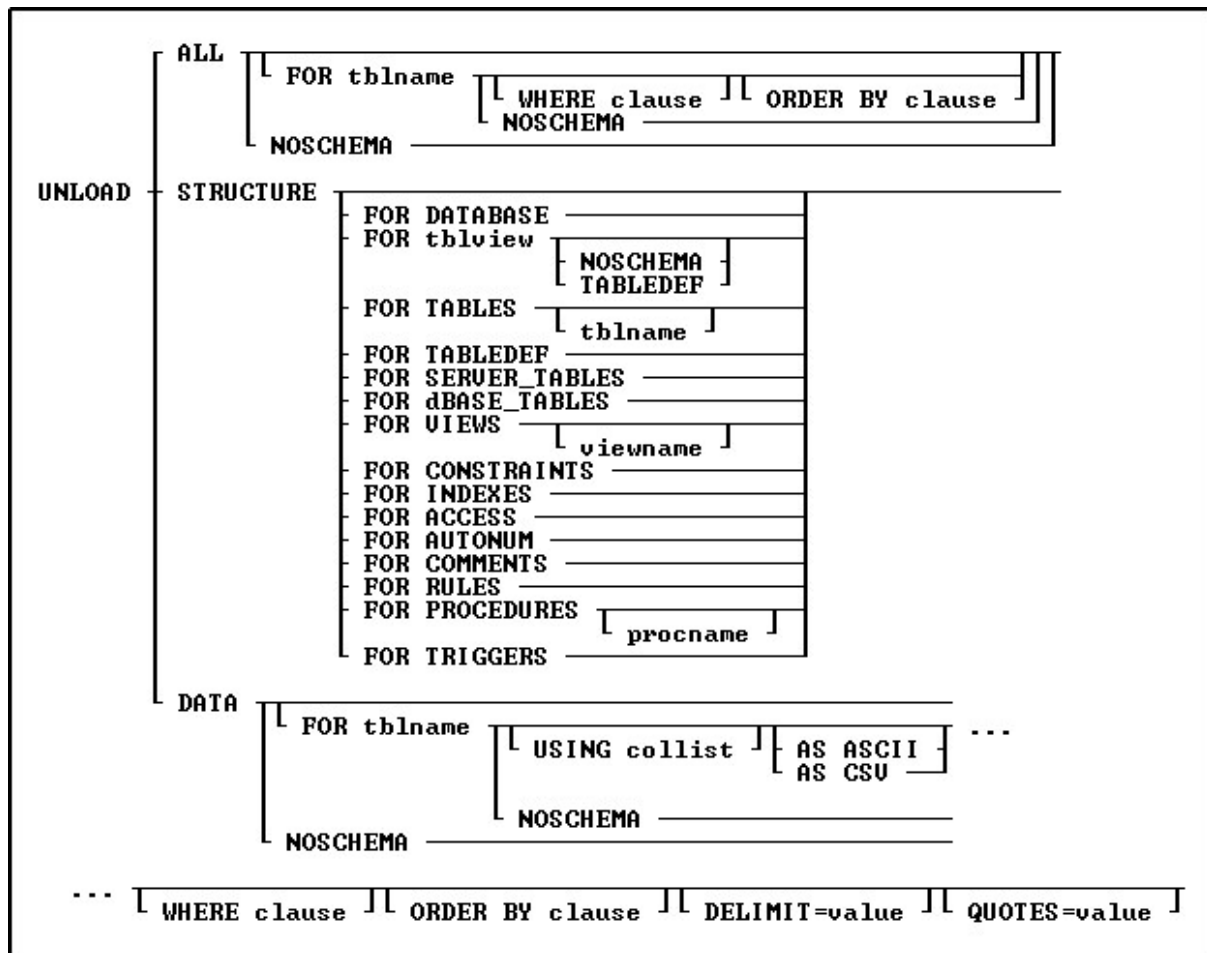 ALL
FOR tblname
WHERE clause ORDER BY clause
NOSCHEMA
NOSCHEMA
UNLOAD STRUCTURE
FOR DATABASE
FOR tblview
NOSCHEMA
TABLEDEF
FOR TABLES
tblname
FOR TABLEDEF
FOR SERVER_TABLES
FOR dBASE_TABLES
FOR VIEWS
viewname
FOR CONSTRAINTS
FOR INDEXES
FOR ACCESS
FOR AUTONUM
FOR COMMENTS
FOR RULES
FOR PROCEDURES
procname
FOR TRIGGERS
DATA
FOR tblname ...
USING collist AS ASCII
AS CSV
NOSCHEMA
NOSCHEMA
...
WHERE clause ORDER BY clause DELIMIT=value QUOTES=value